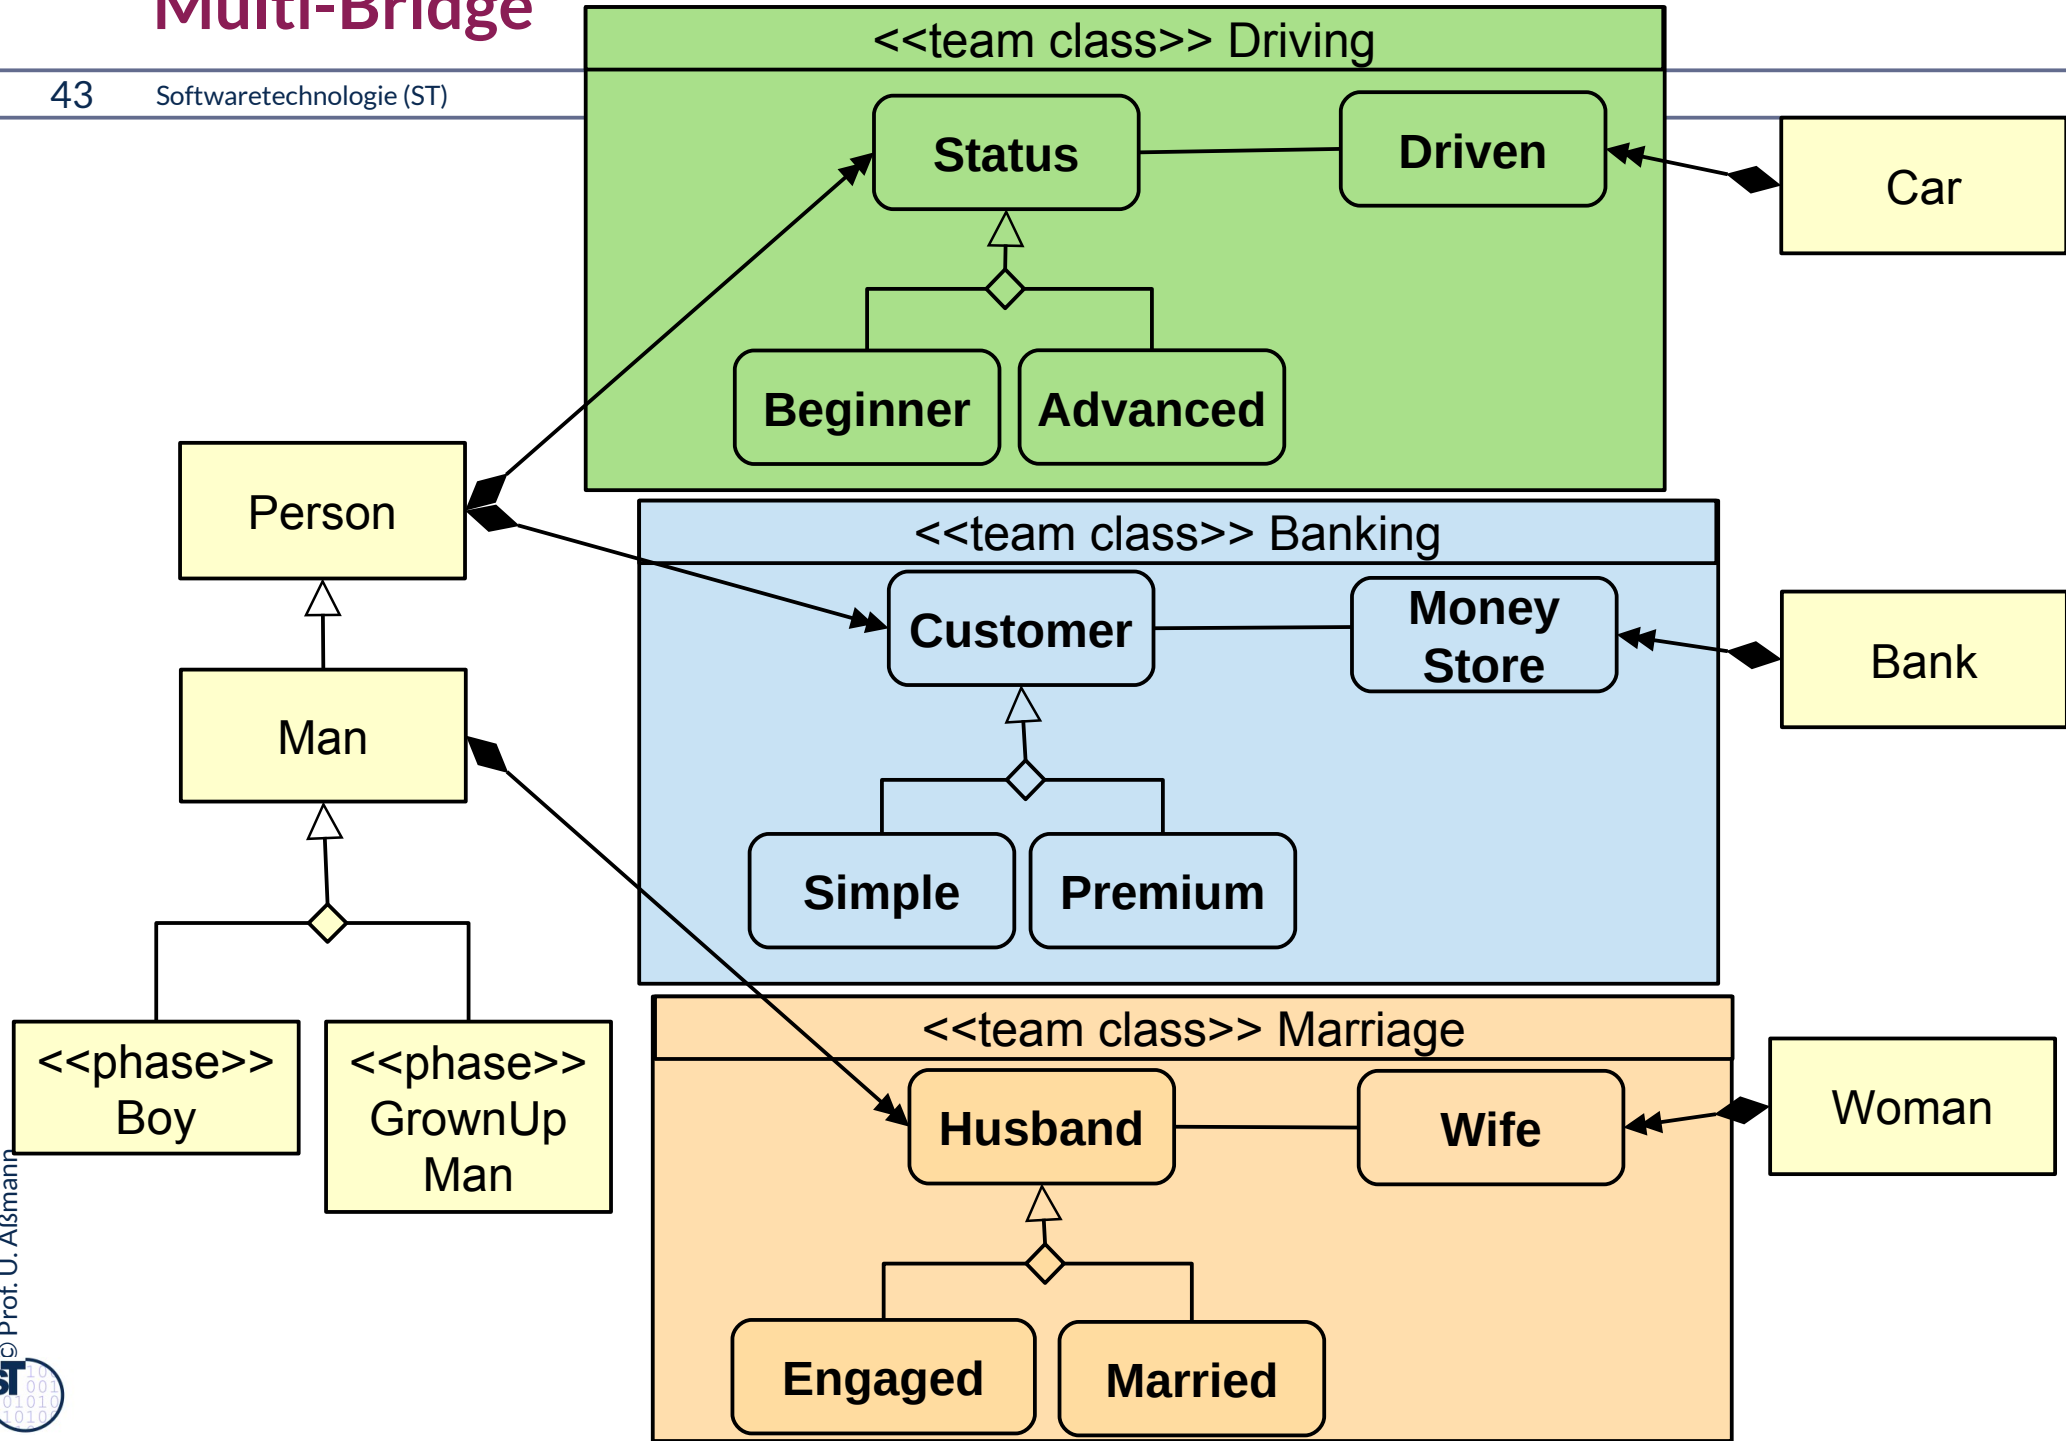 Multi-Bridge
43 Softwaretechnologie (ST)
<<team class>> Driving
Status
Driven
Car
Beginner
Advanced
Person
<<team class>> Banking
Customer
Money
Store
Bank
Man
Simple
Premium
<<phase>>
Boy
<<phase>>
GrownUp
Man
<<team class>> Marriage
Husband
Wife
Woman
Engaged
Married
© Prof. U. Aßmann
ST